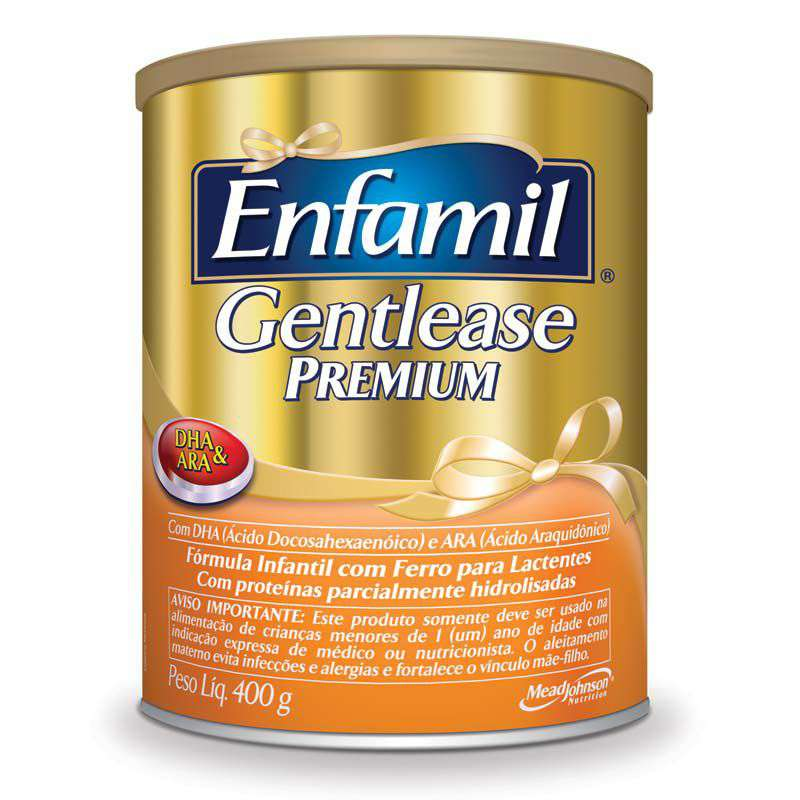 Enfamil
®
Gentlease
PREMIUM
DHA
& ARA
Com DHA (Ácido Docosahexaenóico) e ARA (Ácido Araquidônico)
Fórmula Infantil com Ferro para Lactentes
Com proteínas parcialmente hidrolisadas
AVISO IMPORTANTE: Este produto somente deve ser usado na
alimentação de crianças menores de 1 (um) ano de idade com
indicação expressa de médico ou nutricionista. O aleitamento
materno evita infecções e alergias e fortalece o vínculo mãe-filho.
Peso Líq. 400 g
MeadJohnson
Nutrition